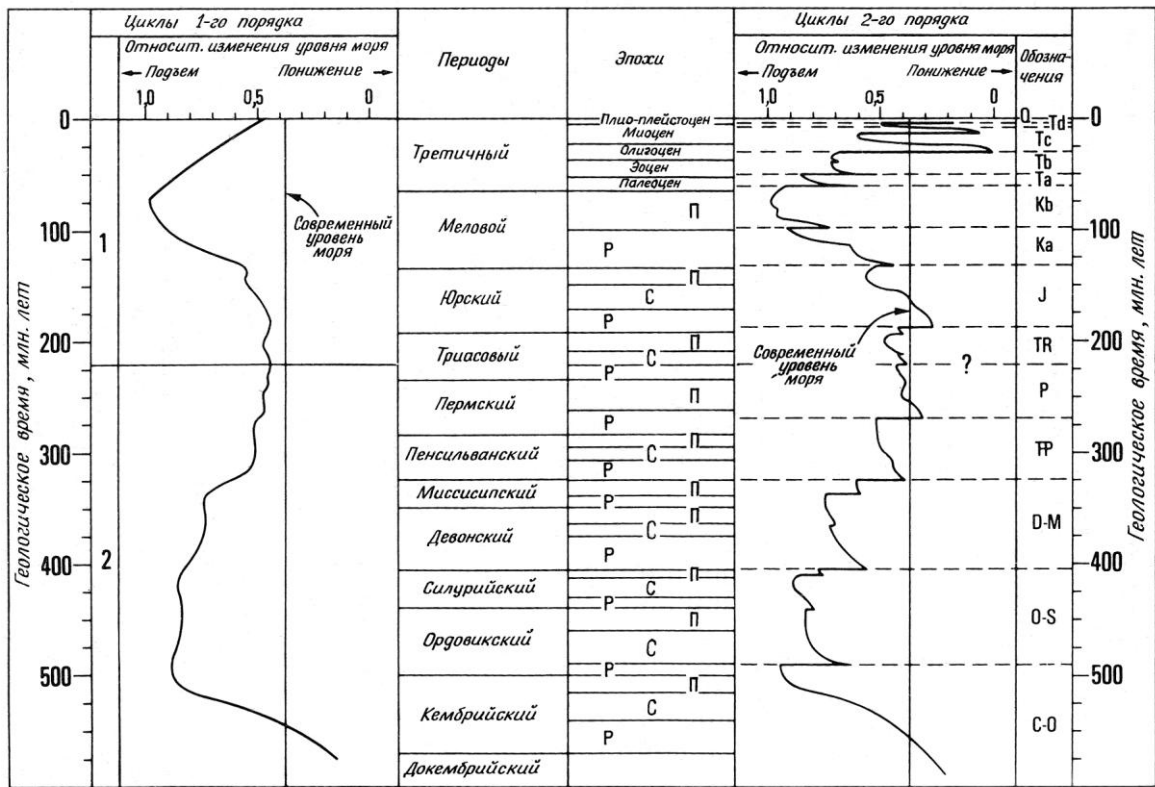 Циклы 1-го порядка
Относит. изменения уровня моря
← Подъем
Понижение →
1,0
0,5
0
Геологическое время, млн. лет
0
100
200
300
400
500
1
2
Современный
уровень
моря
Периоды
Третичный
Меловой
Юрский
Триасовый
Пермский
Пенсильванский
Миссисипский
Девонский
Силурийский
Ордовикский
Кембрийский
Докембрийский
Эпохи
Плио-плейстоцен
Миоцен
Олигоцен
Эоцен
Палеоцен
П
Р
П
С
Р
П
С
Р
П
Р
П
С
Р
П
Р
П
С
Р
П
С
Р
П
С
Р
П
С
Р
Циклы 2-го порядка
Относит. изменения уровня моря
← Подъем
Понижение →
1,0
0,5
0
Современный
уровень
моря
?
Обозна-
чения
Td
Tc
Tb
Ta
Kb
Ka
J
TR
P
D-M
O-S
C-O
0
100
200
300
400
500
Геологическое время, млн. лет